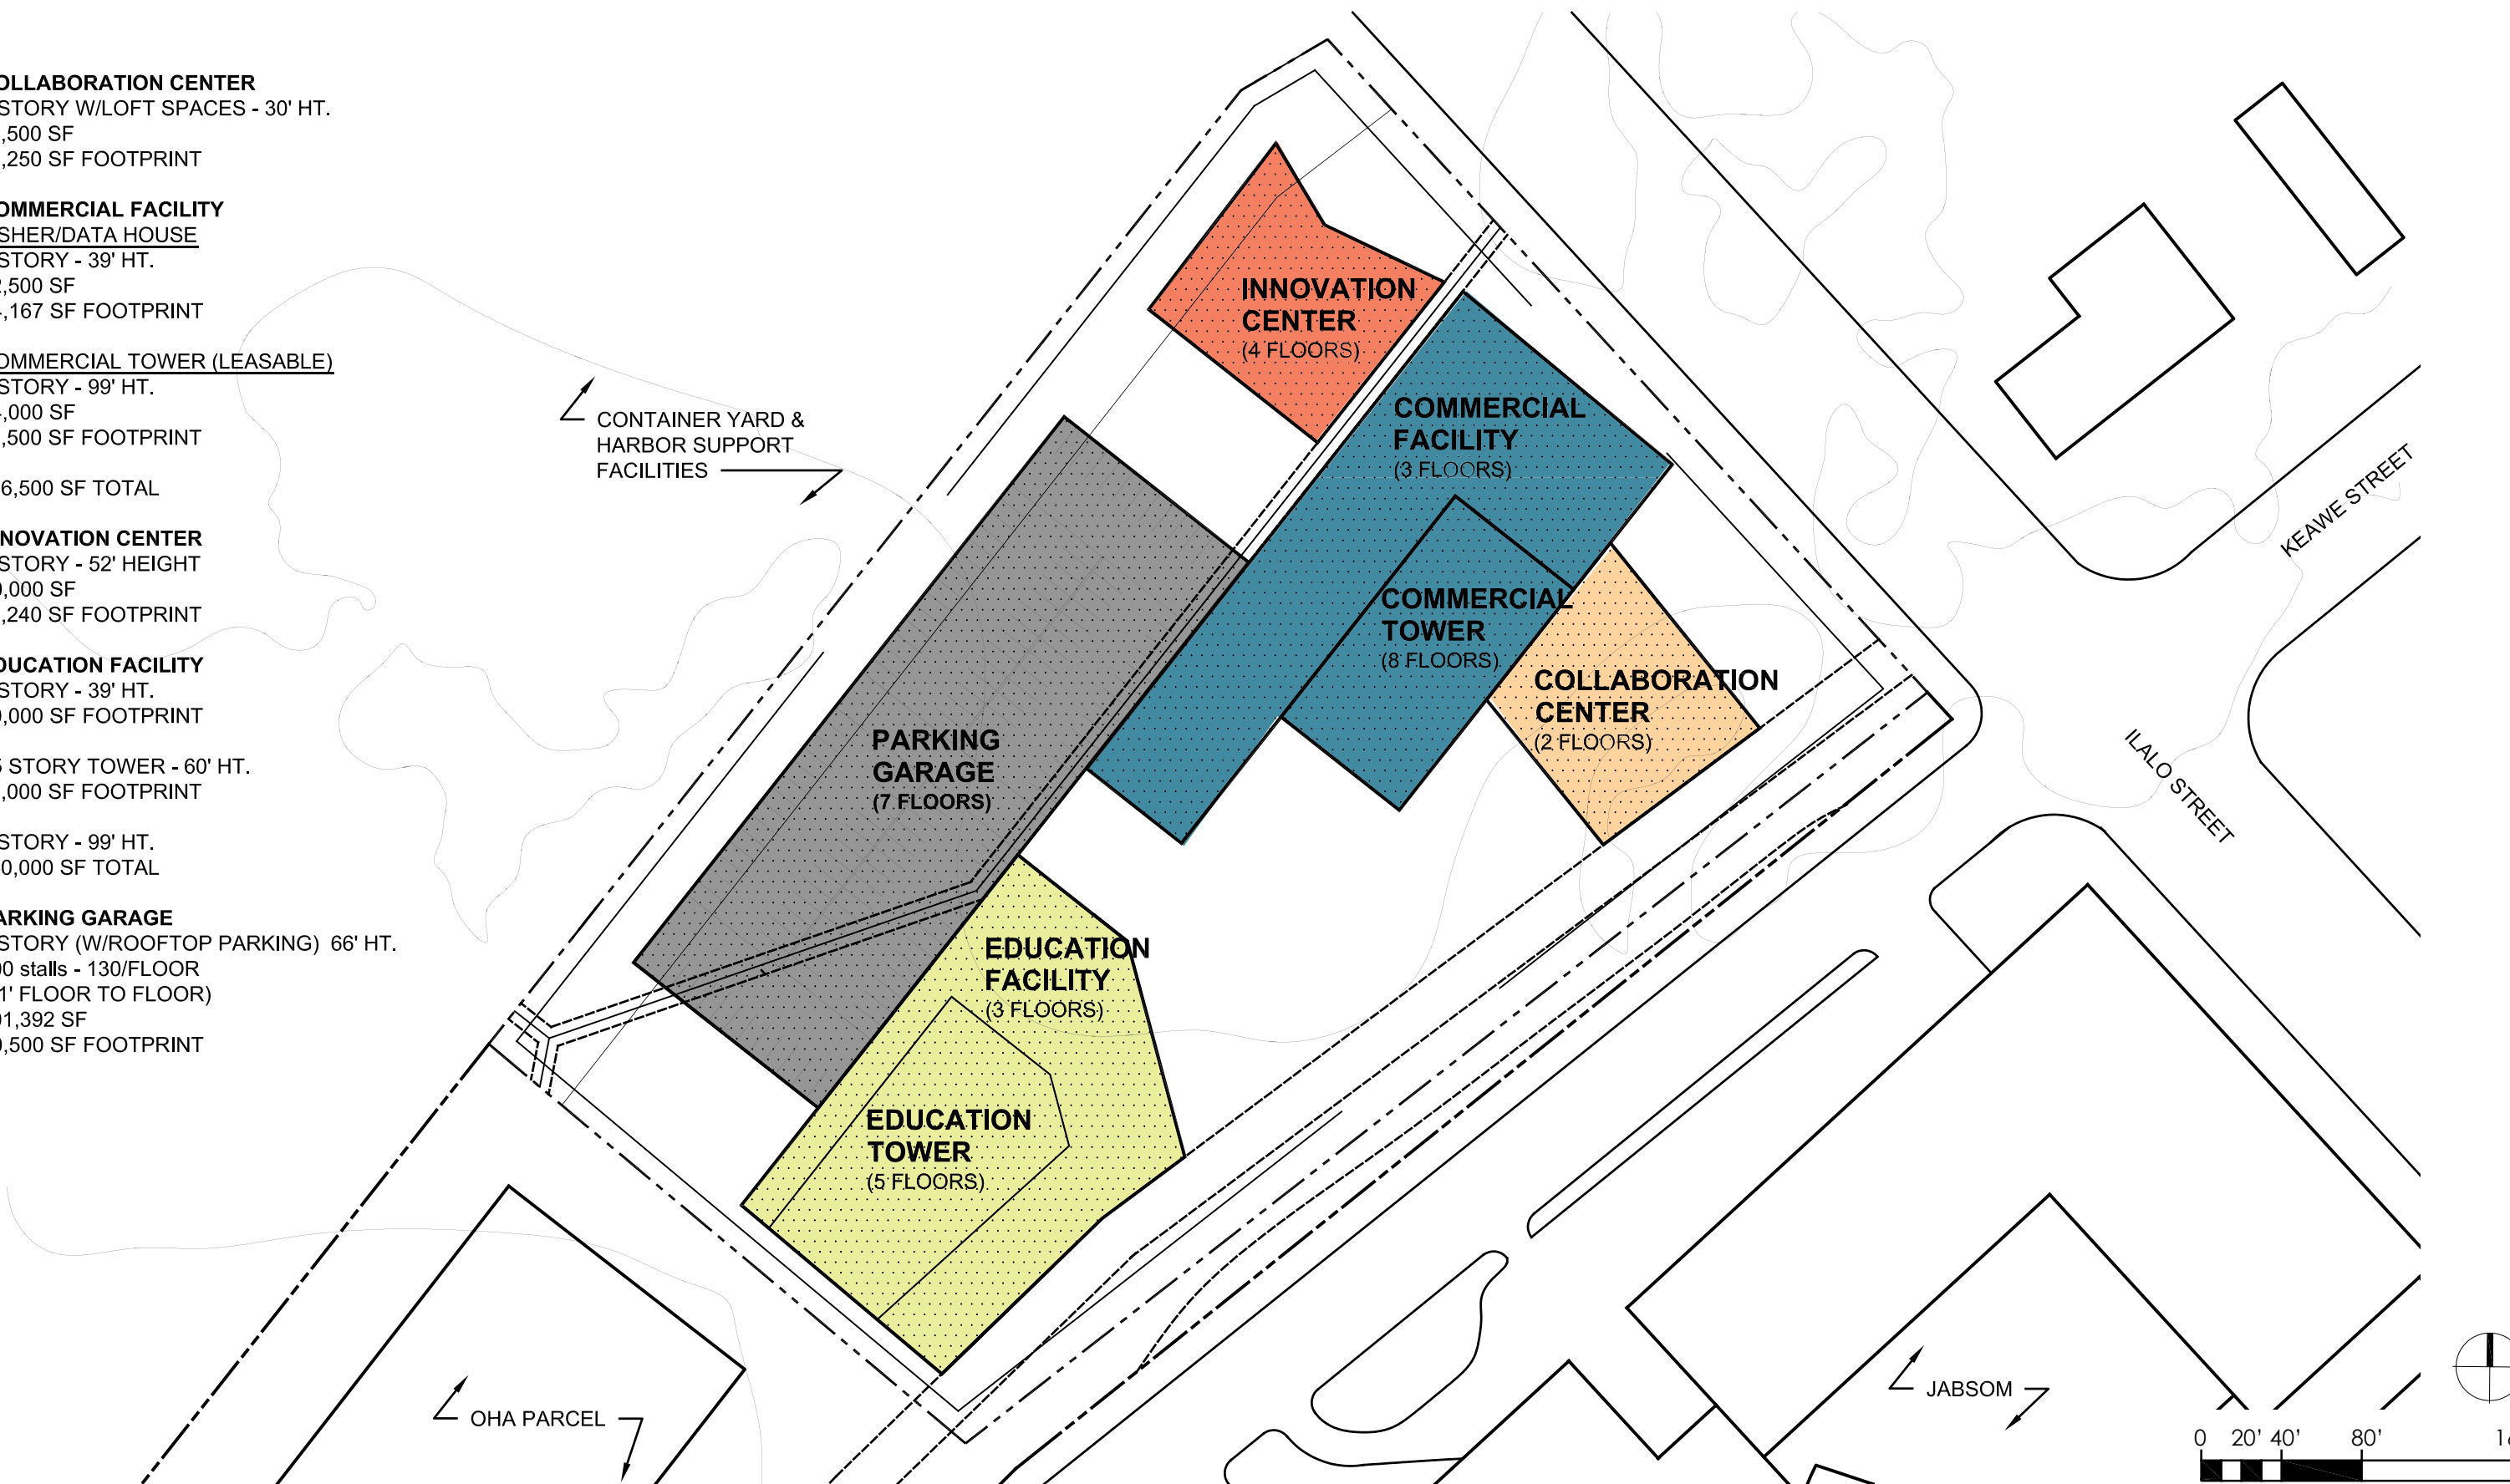 OLLABORATION CENTER
STORY W/LOFT SPACES - 30' HT.
,500 SF
,250 SF FOOTPRINT
OMMERCIAL FACILITY
SHER/DATA HOUSE
STORY - 39' HT.
2,500 SF
,167 SF FOOTPRINT
OMMERCIAL TOWER (LEASABLE)
STORY - 99' HT.
,000 SF
,500 SF FOOTPRINT
6,500 SF TOTAL
NOVATION CENTER
STORY - 52' HEIGHT
0,000 SF
,240 SF FOOTPRINT
DUCATION FACILITY
STORY - 39' HT.
0,000 SF FOOTPRINT
5 STORY TOWER - 60' HT.
,000 SF FOOTPRINT
STORY - 99' HT.
0,000 SF TOTAL
ARKING GARAGE
STORY (W/ROOFTOP PARKING) 66' HT.
00 stalls - 130/FLOOR
1' FLOOR TO FLOOR)
01,392 SF
0,500 SF FOOTPRINT
CONTAINER YARD &
HARBOR SUPPORT
FACILITIES
INNOVATION
CENTER
(4 FLOORS)
COMMERCIAL
FACILITY
(3 FLOORS)
COMMERCIAL
TOWER
(8 FLOORS)
COLLABORATION
CENTER
(2 FLOORS)
PARKING
GARAGE
(7 FLOORS)
EDUCATION
FACILITY
(3 FLOORS)
EDUCATION
TOWER
(5 FLOORS)
KEAWE STREET
ILALO STREET
OHA PARCEL
JABSOM
0 20' 40' 80'